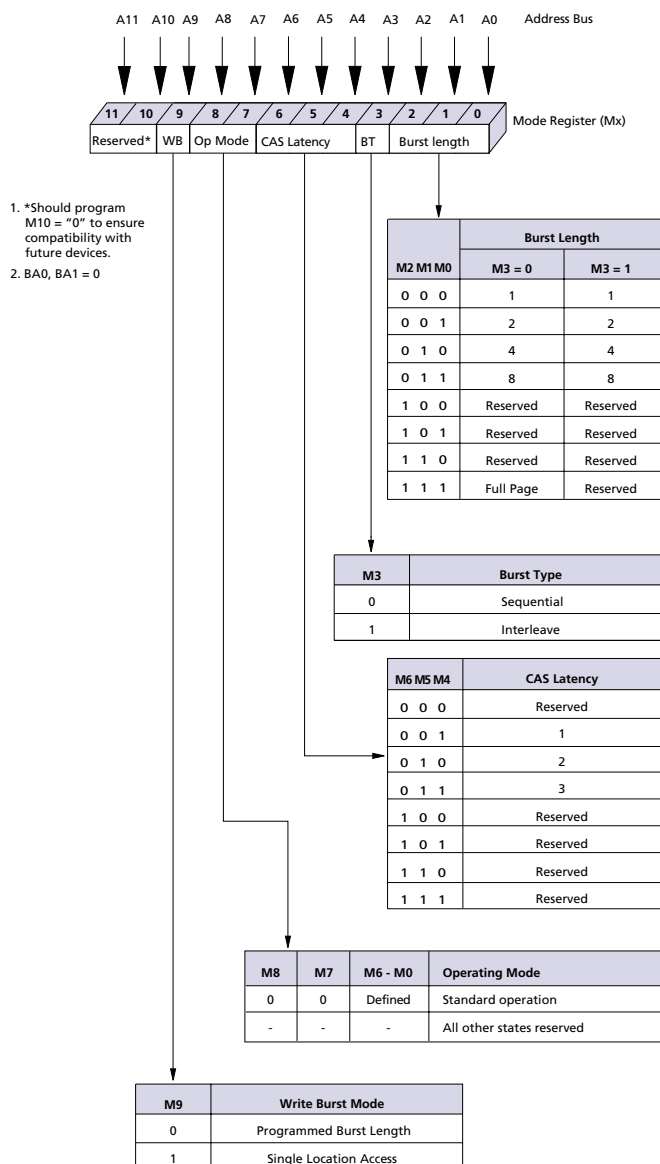 A11 A10 A9 A8 A7 A6 A5 A4 A3 A2 A1 A0 Address Bus
11 10 9 8 7 6 5 4 3 2 1 0 Mode Register (Mx)
Reserved* WB Op Mode CAS Latency BT Burst length
1. *Should program
M10 = “0” to ensure
compatibility with
future devices.
2. BA0, BA1 = 0
Burst Length
M2 M1 M0 M3 = 0 M3 = 1
0 0 0 1 1
0 0 1 2 2
0 1 0 4 4
0 1 1 8 8
1 0 0 Reserved Reserved
1 0 1 Reserved Reserved
1 1 0 Reserved Reserved
1 1 1 Full Page Reserved
M3 Burst Type
0 Sequential
1 Interleave
M6 M5 M4 CAS Latency
0 0 0 Reserved
0 0 1 1
0 1 0 2
0 1 1 3
1 0 0 Reserved
1 0 1 Reserved
1 1 0 Reserved
1 1 1 Reserved
M8 M7 M6 - M0 Operating Mode
0 0 Defined Standard operation
- - - All other states reserved
M9 Write Burst Mode
0 Programmed Burst Length
1 Single Location Access